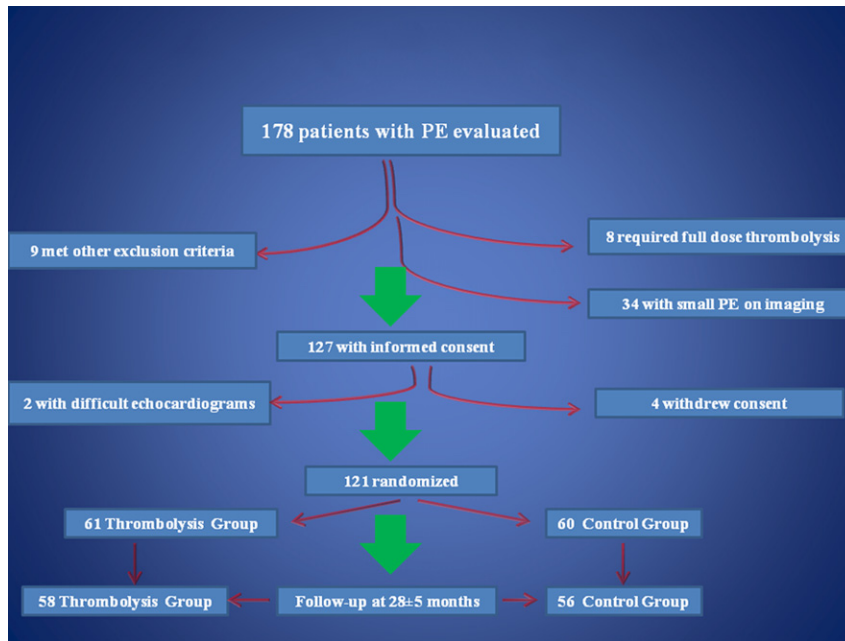 178 patients with PE evaluated
9 met other exclusion criteria
8 required full dose thrombolysis
34 with small PE on imaging
127 with informed consent
2 with difficult echocardiograms
4 withdrew consent
121 randomized
61 Thrombolysis Group
60 Control Group
58 Thrombolysis Group
Follow-up at 28±5 months
56 Control Group